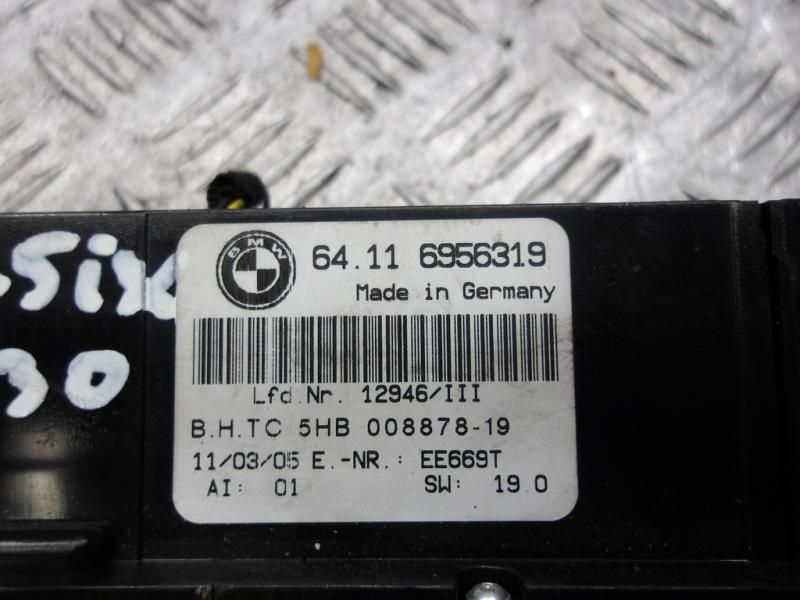 BMW
64.11 6956319
Made in Germany
Lfd.Nr. 12946/III
B.H.TC 5HB 008878-19
11/03/05 E.-NR.: EE669T
AI: 01 SW: 19.0
30